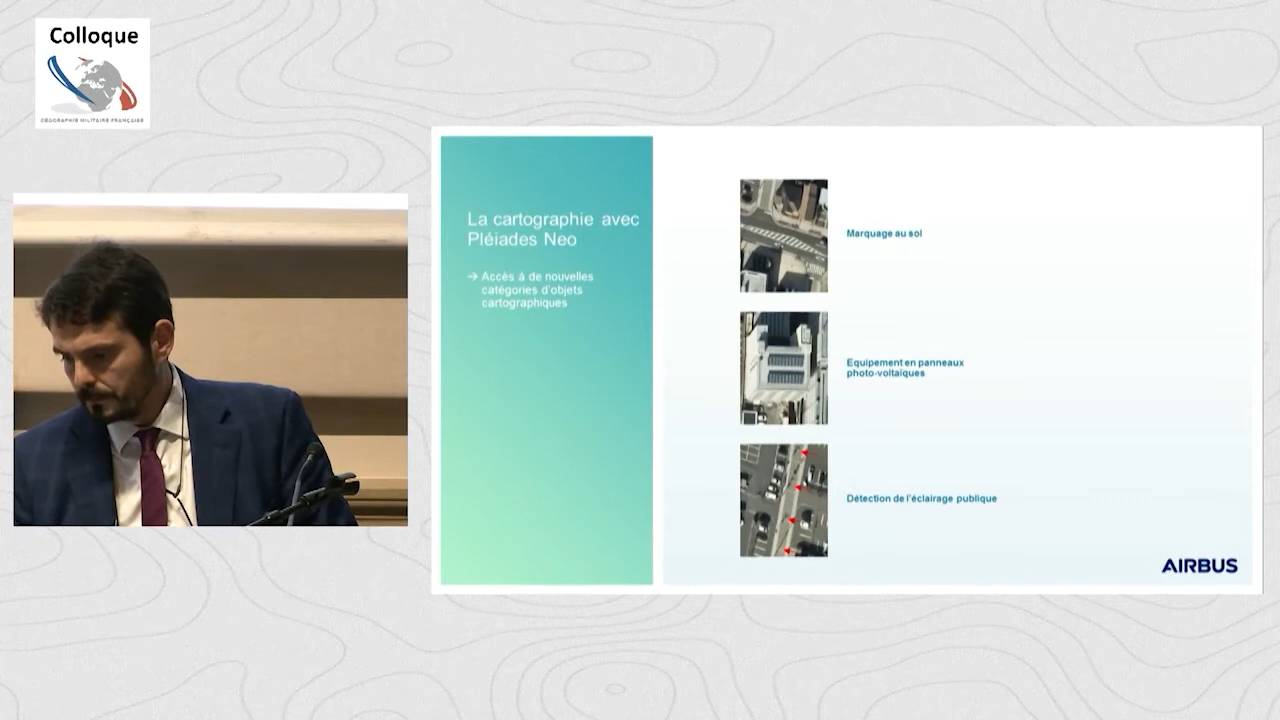 Colloque
GÉOGRAPHIE MILITAIRE FRANÇAISE
La cartographie avec
Pléiades Neo
→ Accès à de nouvelles
catégories d'objets
cartographiques
Marquage au sol
Equipement en panneaux
photo-voltaïques
Détection de l'éclairage publique
AIRBUS